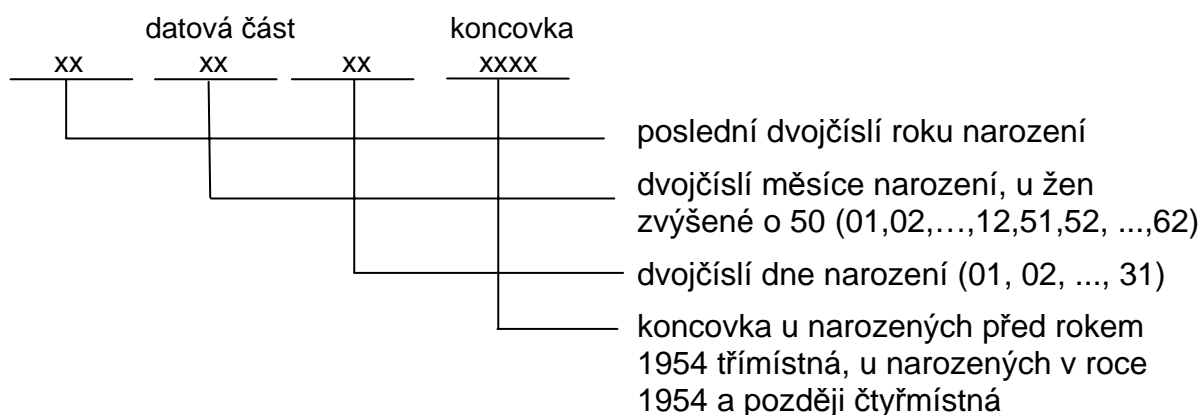 datová část koncovka
xx xx xx xxxx
poslední dvojčíslí roku narození
dvojčíslí měsíce narození, u žen
zvýšené o 50 (01,02,…,12,51,52, ...,62)
dvojčíslí dne narození (01, 02, ..., 31)
koncovka u narozených před rokem
1954 třímístná, u narozených v roce
1954 a později čtyřmístná